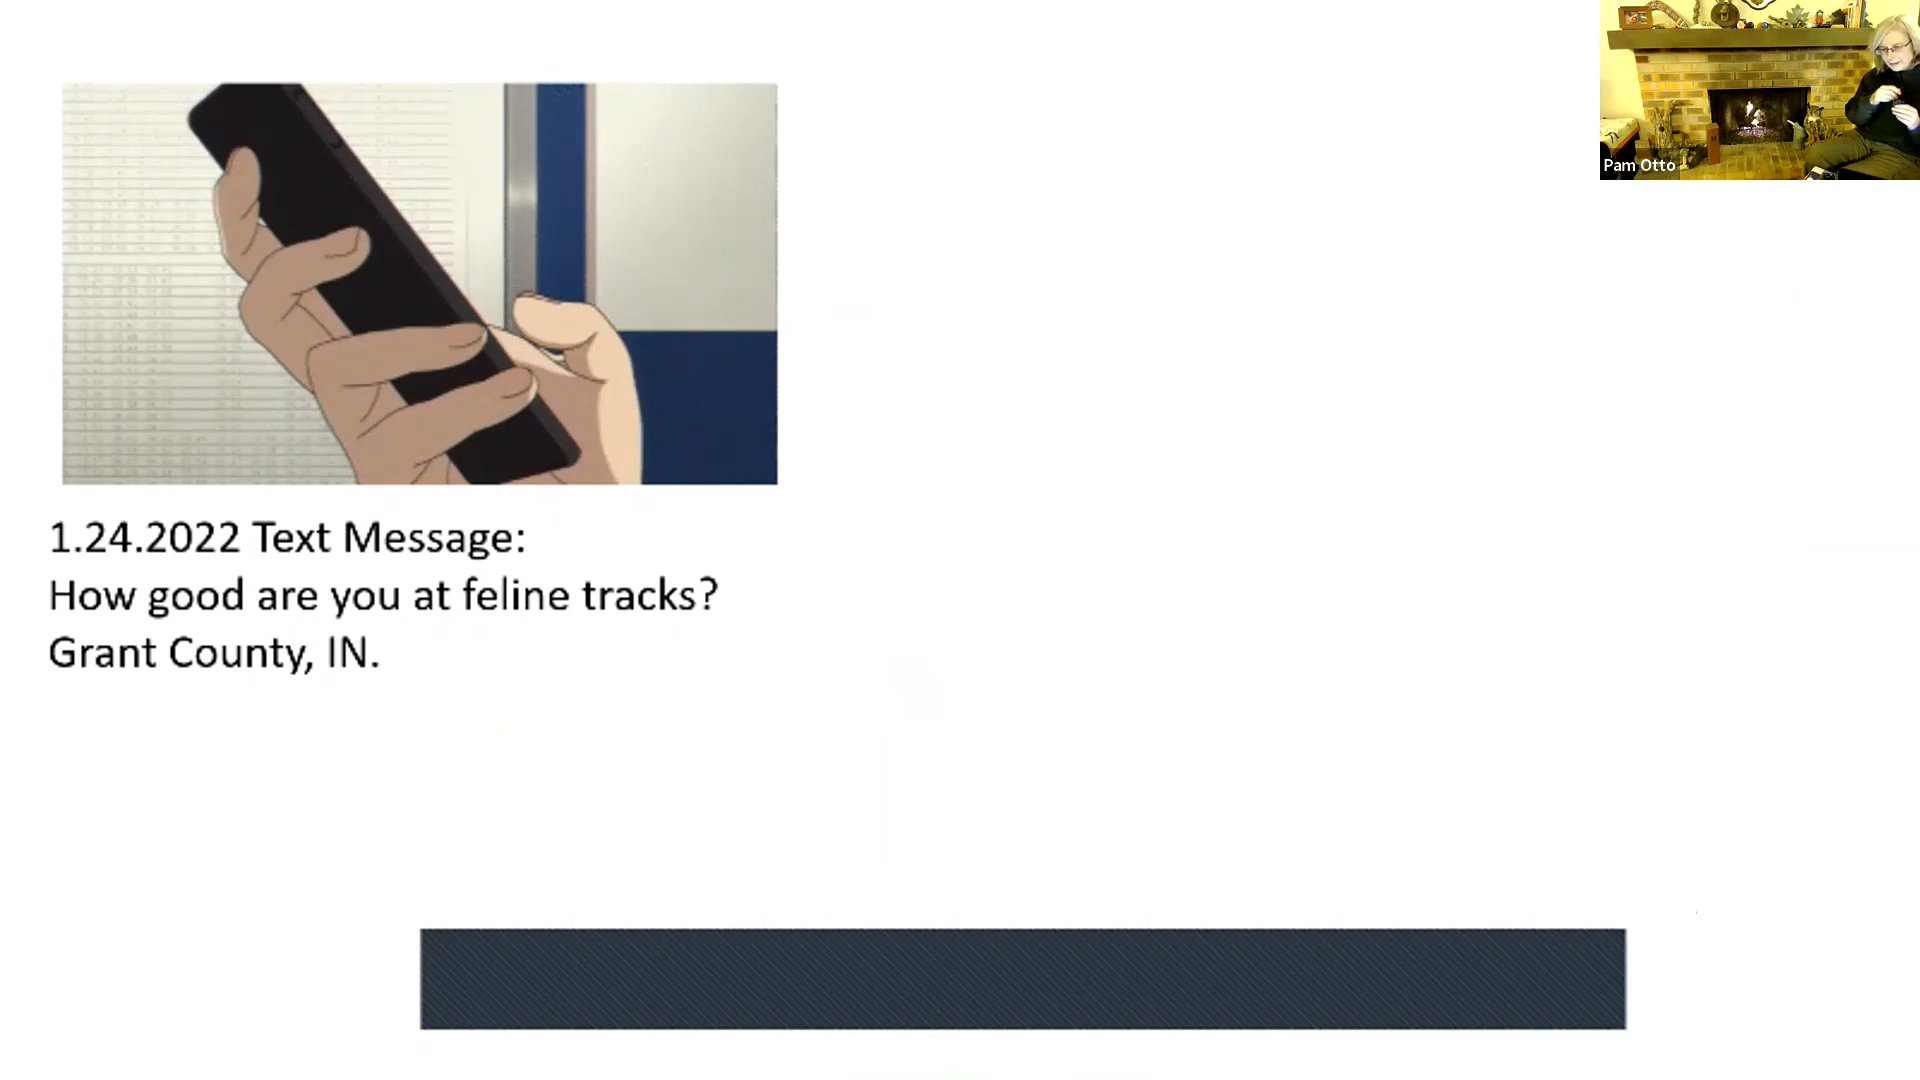 Pam Otto
1.24.2022 Text Message:
How good are you at feline tracks?
Grant County, IN.